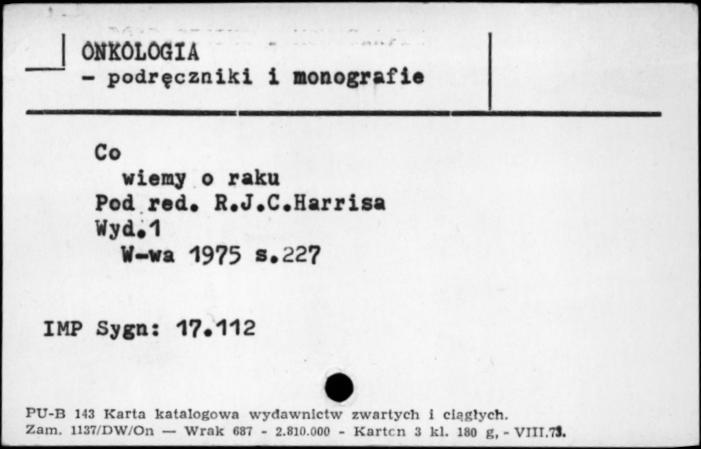 ONKOLOGIA
- podręczniki i monografie
Co
wiemy o raku
Pod red. R.J.C.Harrisa
Wyd.1
W-wa 1975 s.227
IMP Sygn: 17.112
PU-B 143 Karta katalogowa wydawnictw zwartych i ciągłych.
Zam. 1137/DW/On — Wrak 687 - 2.810.000 - Karton 3 kl. 180 g, - VIII.73.